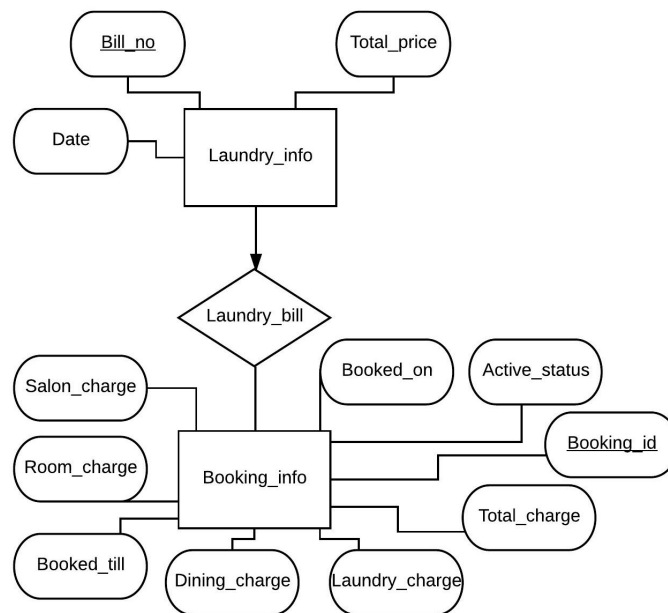 Bill_no
Total_price
Date
Laundry_info
Laundry_bill
Booked_on
Active_status
Salon_charge
Booking_id
Room_charge
Booking_info
Total_charge
Booked_till
Dining_charge
Laundry_charge